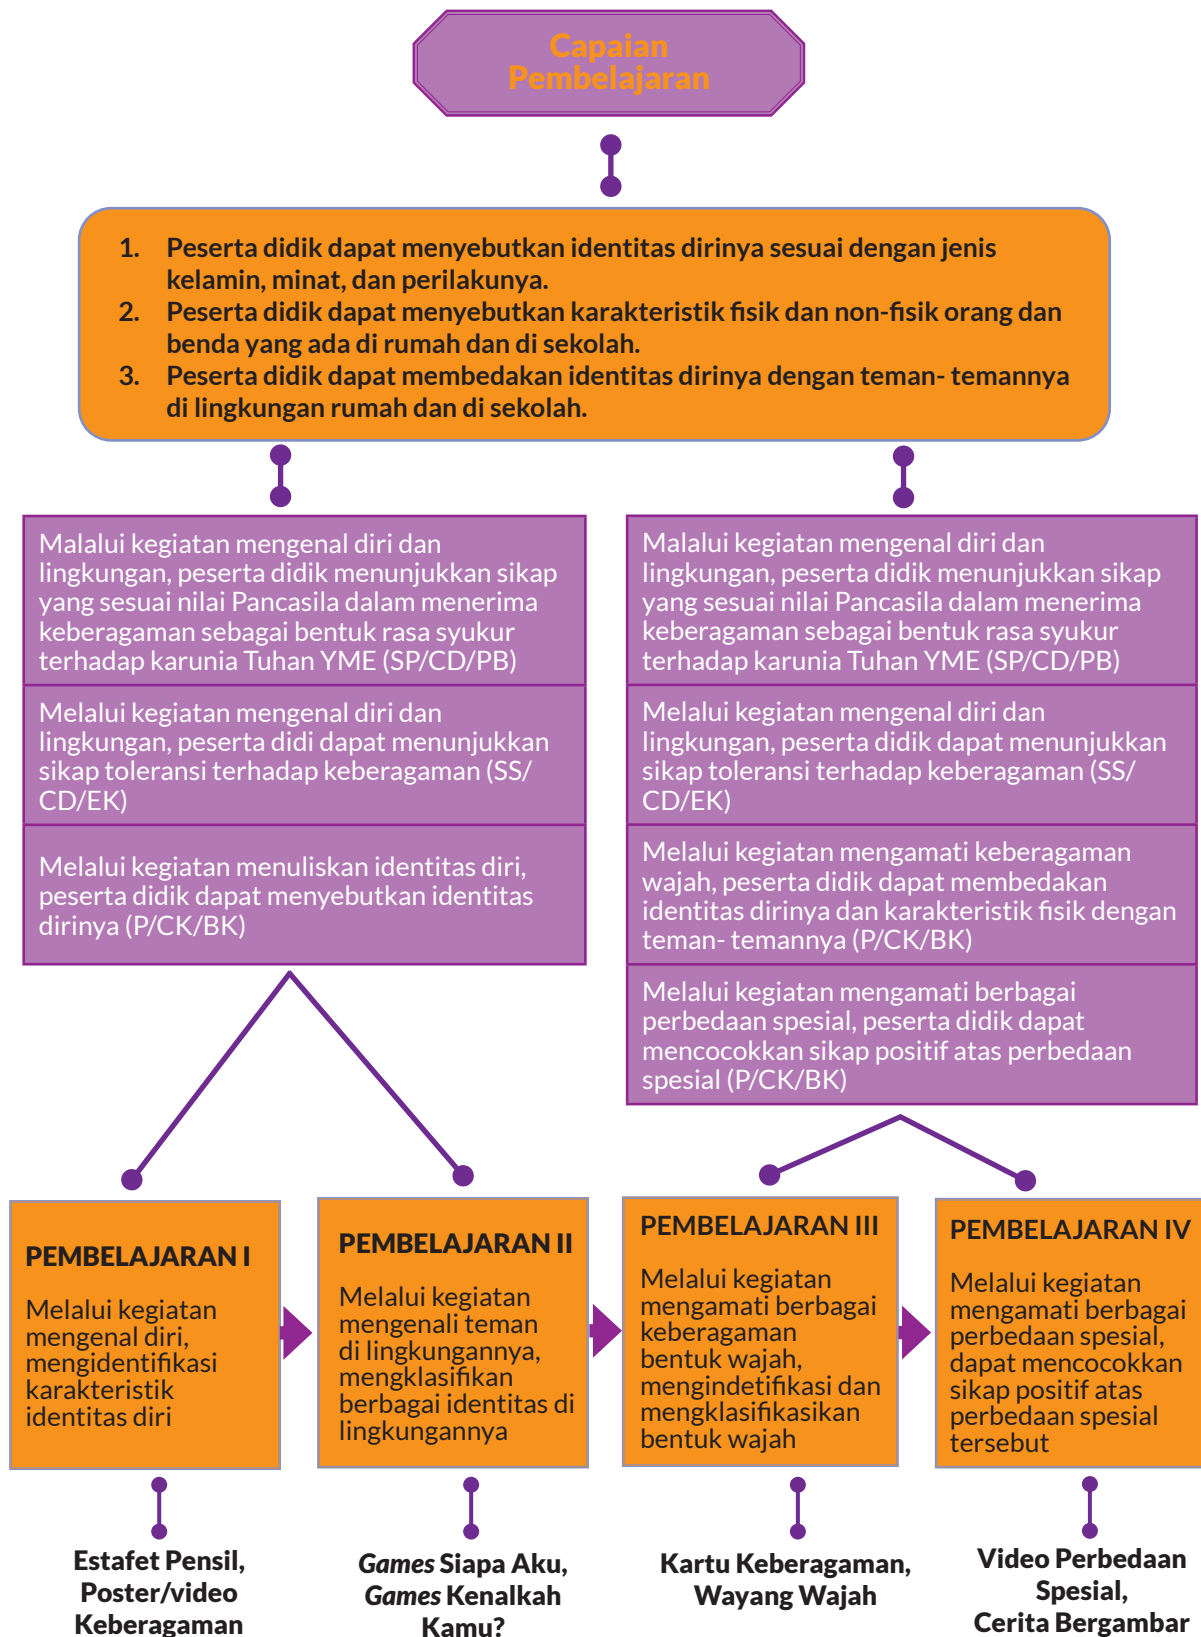 Capaian
Pembelajaran
1. Peserta didik dapat menyebutkan identitas dirinya sesuai dengan jenis
kelamin, minat, dan perilakunya.
2. Peserta didik dapat menyebutkan karakteristik fisik dan non-fisik orang dan
benda yang ada di rumah dan di sekolah.
3. Peserta didik dapat membedakan identitas dirinya dengan teman- temannya
di lingkungan rumah dan di sekolah.
Malalui kegiatan mengenal diri dan
lingkungan, peserta didik menunjukkan sikap
yang sesuai nilai Pancasila dalam menerima
keberagaman sebagai bentuk rasa syukur
terhadap karunia Tuhan YME (SP/CD/PB)
Melalui kegiatan mengenal diri dan
lingkungan, peserta didi dapat menunjukkan
sikap toleransi terhadap keberagaman (SS/
CD/EK)
Melalui kegiatan menuliskan identitas diri,
peserta didik dapat menyebutkan identitas
dirinya (P/CK/BK)
Malalui kegiatan mengenal diri dan
lingkungan, peserta didik menunjukkan sikap
yang sesuai nilai Pancasila dalam menerima
keberagaman sebagai bentuk rasa syukur
terhadap karunia Tuhan YME (SP/CD/PB)
Melalui kegiatan mengenal diri dan
lingkungan, peserta didik dapat menunjukkan
sikap toleransi terhadap keberagaman (SS/
CD/EK)
Melalui kegiatan mengamati keberagaman
wajah, peserta didik dapat membedakan
identitas dirinya dan karakteristik fisik dengan
teman- temannya (P/CK/BK)
Melalui kegiatan mengamati berbagai
perbedaan spesial, peserta didik dapat
mencocokkan sikap positif atas perbedaan
spesial (P/CK/BK)
PEMBELAJARAN I
Melalui kegiatan
mengenal diri,
mengidentifikasi
karakteristik
identitas diri
PEMBELAJARAN II
Melalui kegiatan
mengenali teman
di lingkungannya,
mengklasifikan
berbagai identitas di
lingkungannya
PEMBELAJARAN III
Melalui kegiatan
mengamati berbagai
keberagaman
bentuk wajah,
mengindetifikasi dan
mengklasifikasikan
bentuk wajah
PEMBELAJARAN IV
Melalui kegiatan
mengamati berbagai
perbedaan spesial,
dapat mencocokkan
sikap positif atas
perbedaan spesial
tersebut
Estafet Pensil,
Poster/video
Keberagaman
Games Siapa Aku,
Games Kenalkah
Kamu?
Kartu Keberagaman,
Wayang Wajah
Video Perbedaan
Spesial,
Cerita Bergambar